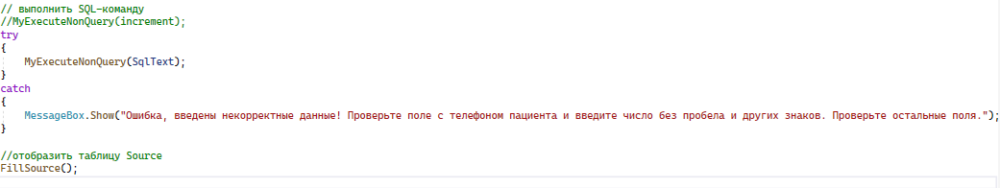 // выполнить SQL-команду
//MyExecuteNonQuery(increment);
try
{
MyExecuteNonQuery(SqlText);
}
catch
{
MessageBox.Show("Ошибка, введены некорректные данные! Проверьте поле с телефоном пациента и введите число без пробела и других знаков. Проверьте остальные поля.");
}
//отобразить таблицу Source
FillSource();